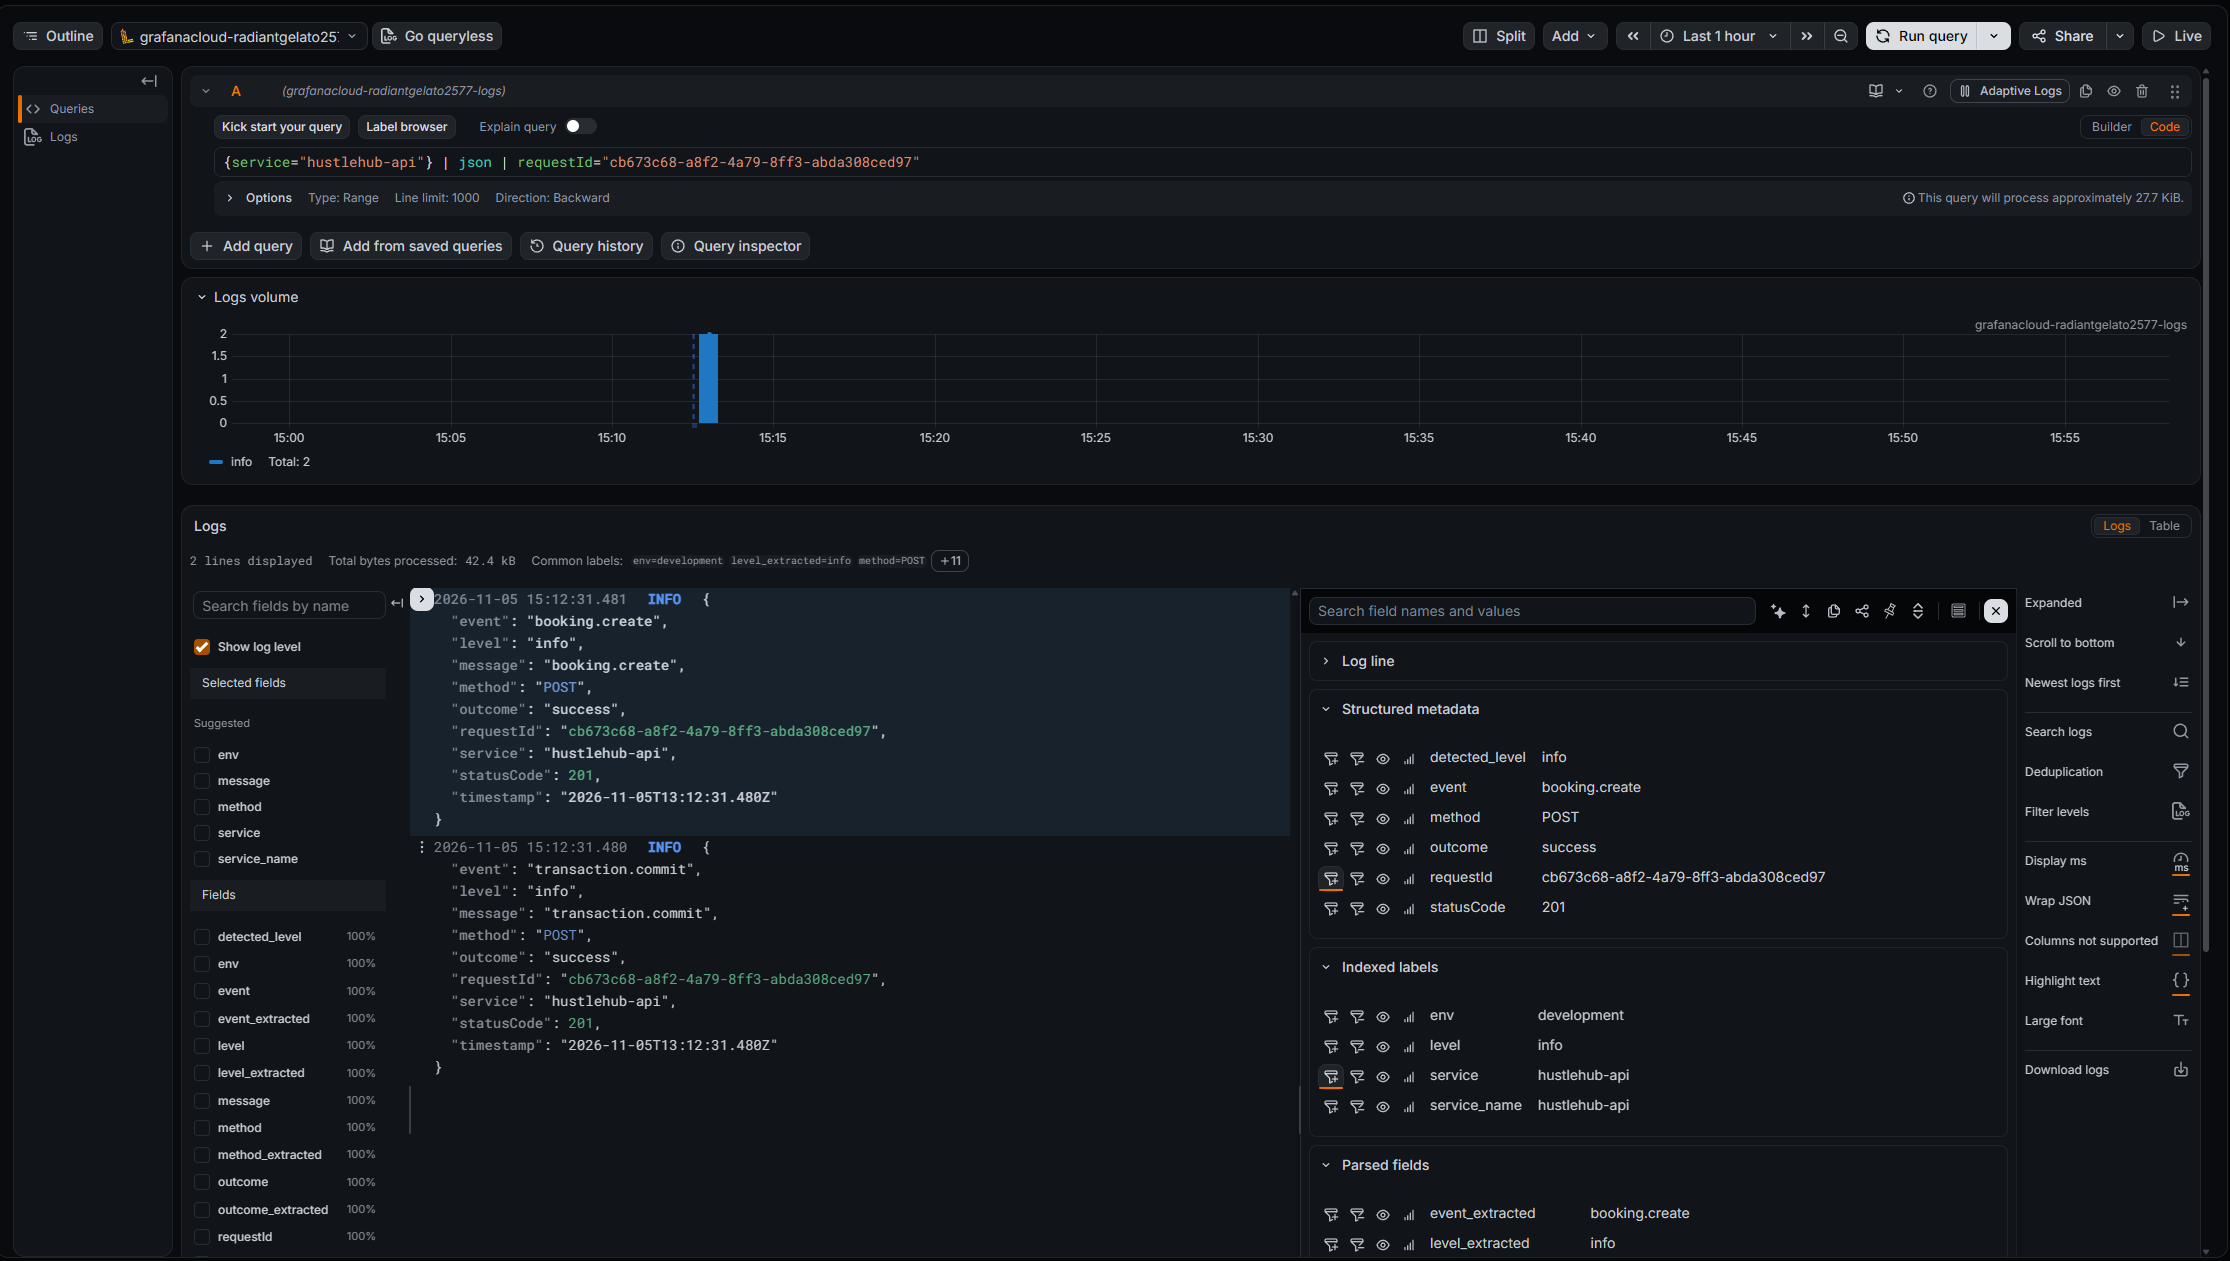 Outline
grafanacloud-radiantgelato25
Go queryless
Split
Add
Last 1 hour
Run query
Share
Live
Queries
Logs
A
(grafanacloud-radiantgelato2577-logs)
Adaptive Logs
Kick start your query
Label browser
Explain query
Builder
Code
{service="hustlehub-api"} | json | requestId="cb673c68-a8f2-4a79-8ff3-abda308ced97"
Options Type: Range Line limit: 1000 Direction: Backward
This query will process approximately 27.7 KiB.
Add query
Add from saved queries
Query history
Query inspector
Logs volume
grafanacloud-radiantgelato2577-logs
2
1.5
1
0.5
0
15:00 15:05 15:10 15:15 15:20 15:25 15:30 15:35 15:40 15:45 15:50 15:55
info Total: 2
Logs
Logs Table
2 lines displayed Total bytes processed: 42.4 kB Common labels: env=development level_extracted=info method=POST +11
Search fields by name
Show log level
Selected fields
Suggested
env
message
method
service
service_name
Fields
detected_level 100%
env 100%
event 100%
event_extracted 100%
level 100%
level_extracted 100%
message 100%
method 100%
method_extracted 100%
outcome 100%
outcome_extracted 100%
requestId 100%
2026-11-05 15:12:31.481 INFO {
"event": "booking.create",
"level": "info",
"message": "booking.create",
"method": "POST",
"outcome": "success",
"requestId": "cb673c68-a8f2-4a79-8ff3-abda308ced97",
"service": "hustlehub-api",
"statusCode": 201,
"timestamp": "2026-11-05T13:12:31.480Z"
}
2026-11-05 15:12:31.480 INFO {
"event": "transaction.commit",
"level": "info",
"message": "transaction.commit",
"method": "POST",
"outcome": "success",
"requestId": "cb673c68-a8f2-4a79-8ff3-abda308ced97",
"service": "hustlehub-api",
"statusCode": 201,
"timestamp": "2026-11-05T13:12:31.480Z"
}
Search field names and values
Log line
Structured metadata
detected_level info
event booking.create
method POST
outcome success
requestId cb673c68-a8f2-4a79-8ff3-abda308ced97
statusCode 201
Indexed labels
env development
level info
service hustlehub-api
service_name hustlehub-api
Parsed fields
event_extracted booking.create
level_extracted info
Expanded
Scroll to bottom
Newest logs first
Search logs
Deduplication
Filter levels
LOG
Display ms
ms
Wrap JSON
Columns not supported
Highlight text
Large font
Download logs